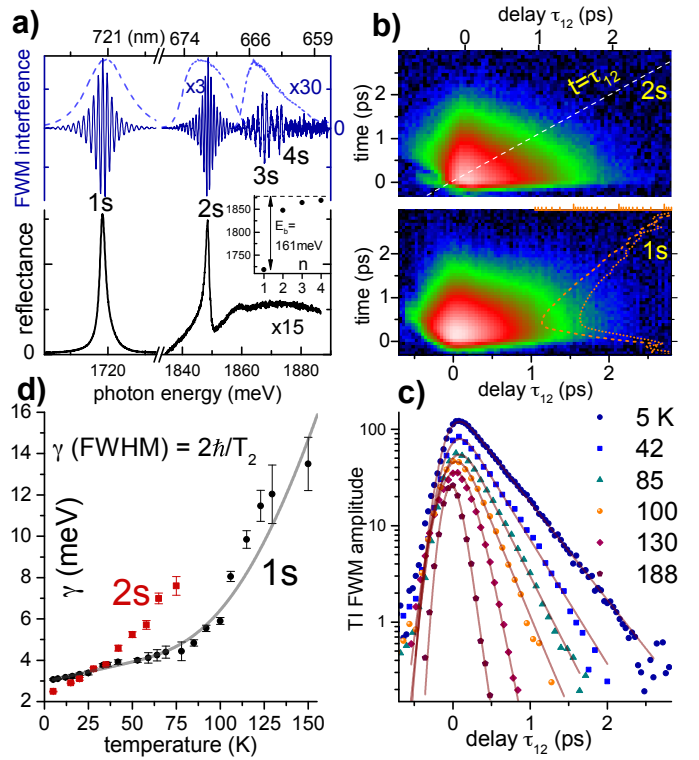 a)
721 (nm) 674 666 659
FWM interference
x3
x30
0
3s
4s
1s
2s
1850
1800
1750
E_b=
161meV
n
1 2 3 4
x15
reflectance
0
1720 1840 1860 1880
photon energy (meV)
b)
delay τ₁₂ (ps)
0 1 2
t=τ₁₂
2s
time (ps)
2
1
0
1s
time (ps)
2
1
0
0 1 2
delay τ₁₂ (ps)
d)
16
14
12
10
8
6
4
2
γ (FWHM) = 2ħ/T₂
γ (meV)
2s
1s
0 25 50 75 100 125 150
temperature (K)
c)
100
10
1
TI FWM amplitude
5 K
42
85
100
130
188
0 1 2
delay τ₁₂ (ps)